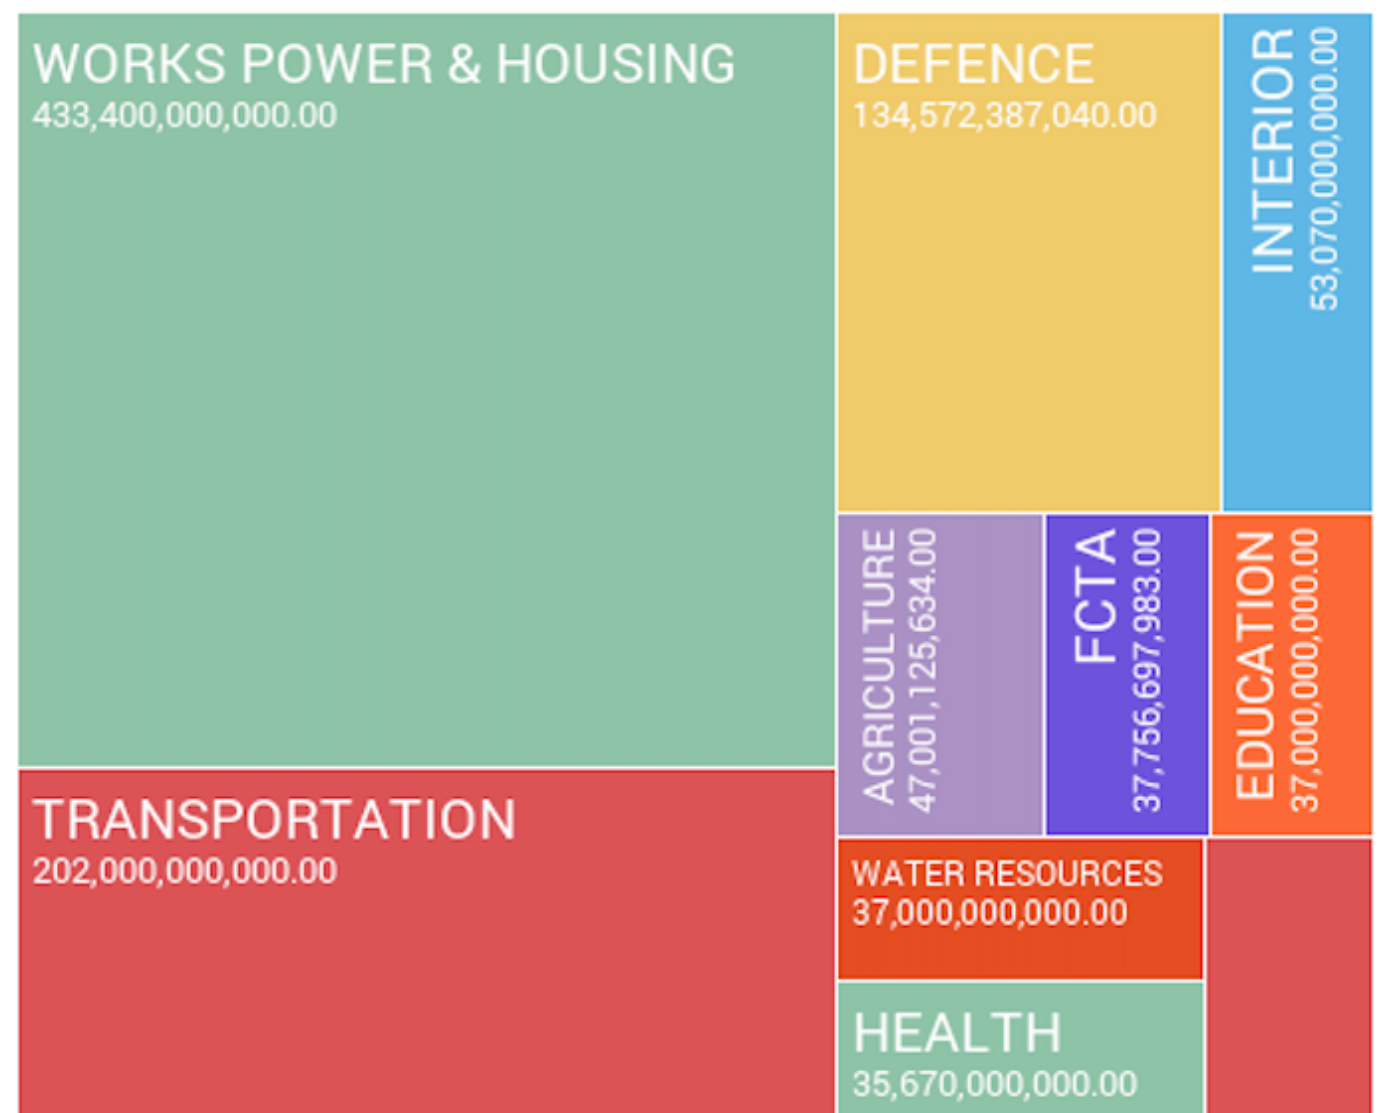 WORKS POWER & HOUSING
433,400,000,000.00
DEFENCE
134,572,387,040.00
INTERIOR
53,070,000,000.00
AGRICULTURE
47,001,125,634.00
FCTA
37,756,697,983.00
EDUCATION
37,000,000,000.00
TRANSPORTATION
202,000,000,000.00
WATER RESOURCES
37,000,000,000.00
HEALTH
35,670,000,000.00